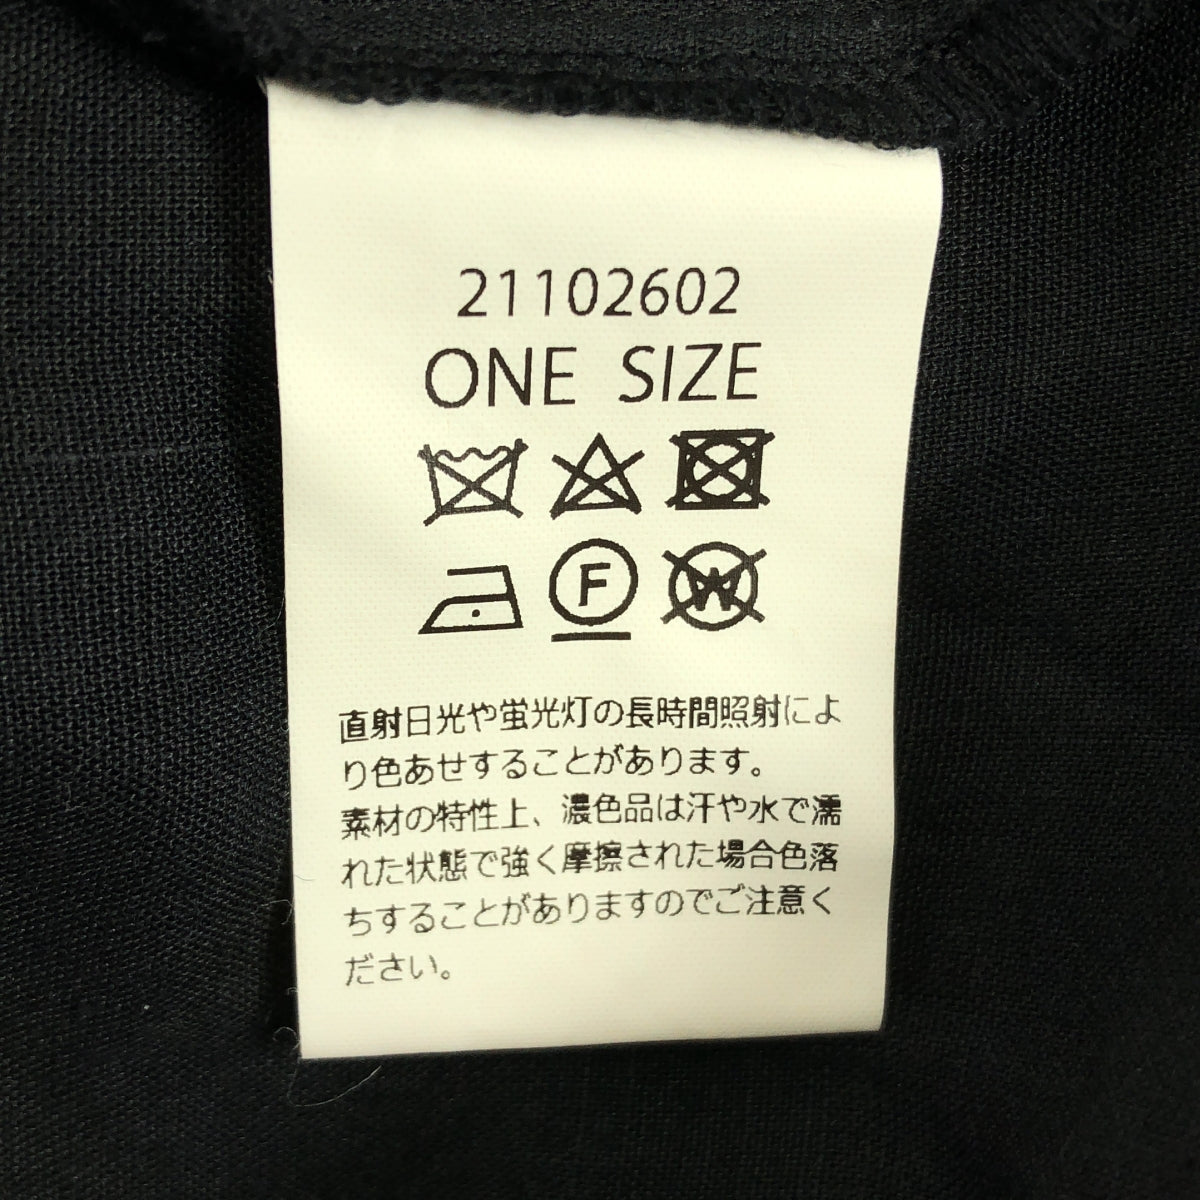 21102602
ONE SIZE
F
W
直射日光や蛍光灯の長時間照射によ
り色あせすることがあります。
素材の特性上、濃色品は汗や水で濡
れた状態で強く摩擦された場合色落
ちすることがありますのでご注意く
ださい。